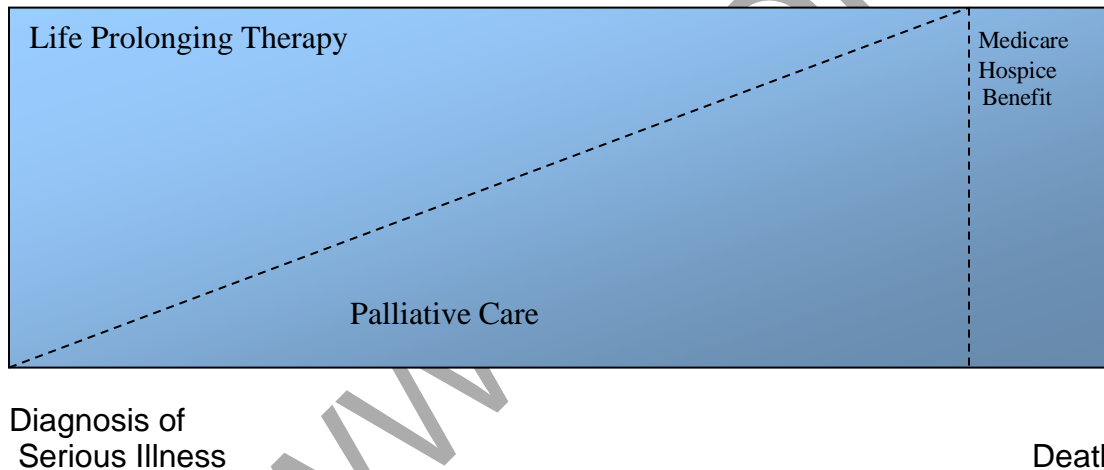 Life Prolonging Therapy
Medicare
Hospice
Benefit
Palliative Care
Diagnosis of
Serious Illness
Death